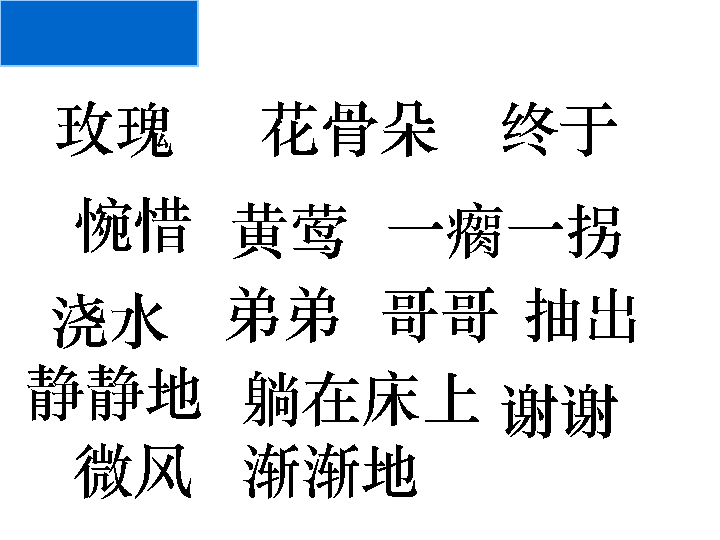 玫瑰 花骨朵 终于
惋惜 黄莺 一瘸一拐
浇水 弟弟 哥哥 抽出
静静地 躺在床上 谢谢
微风 渐渐地